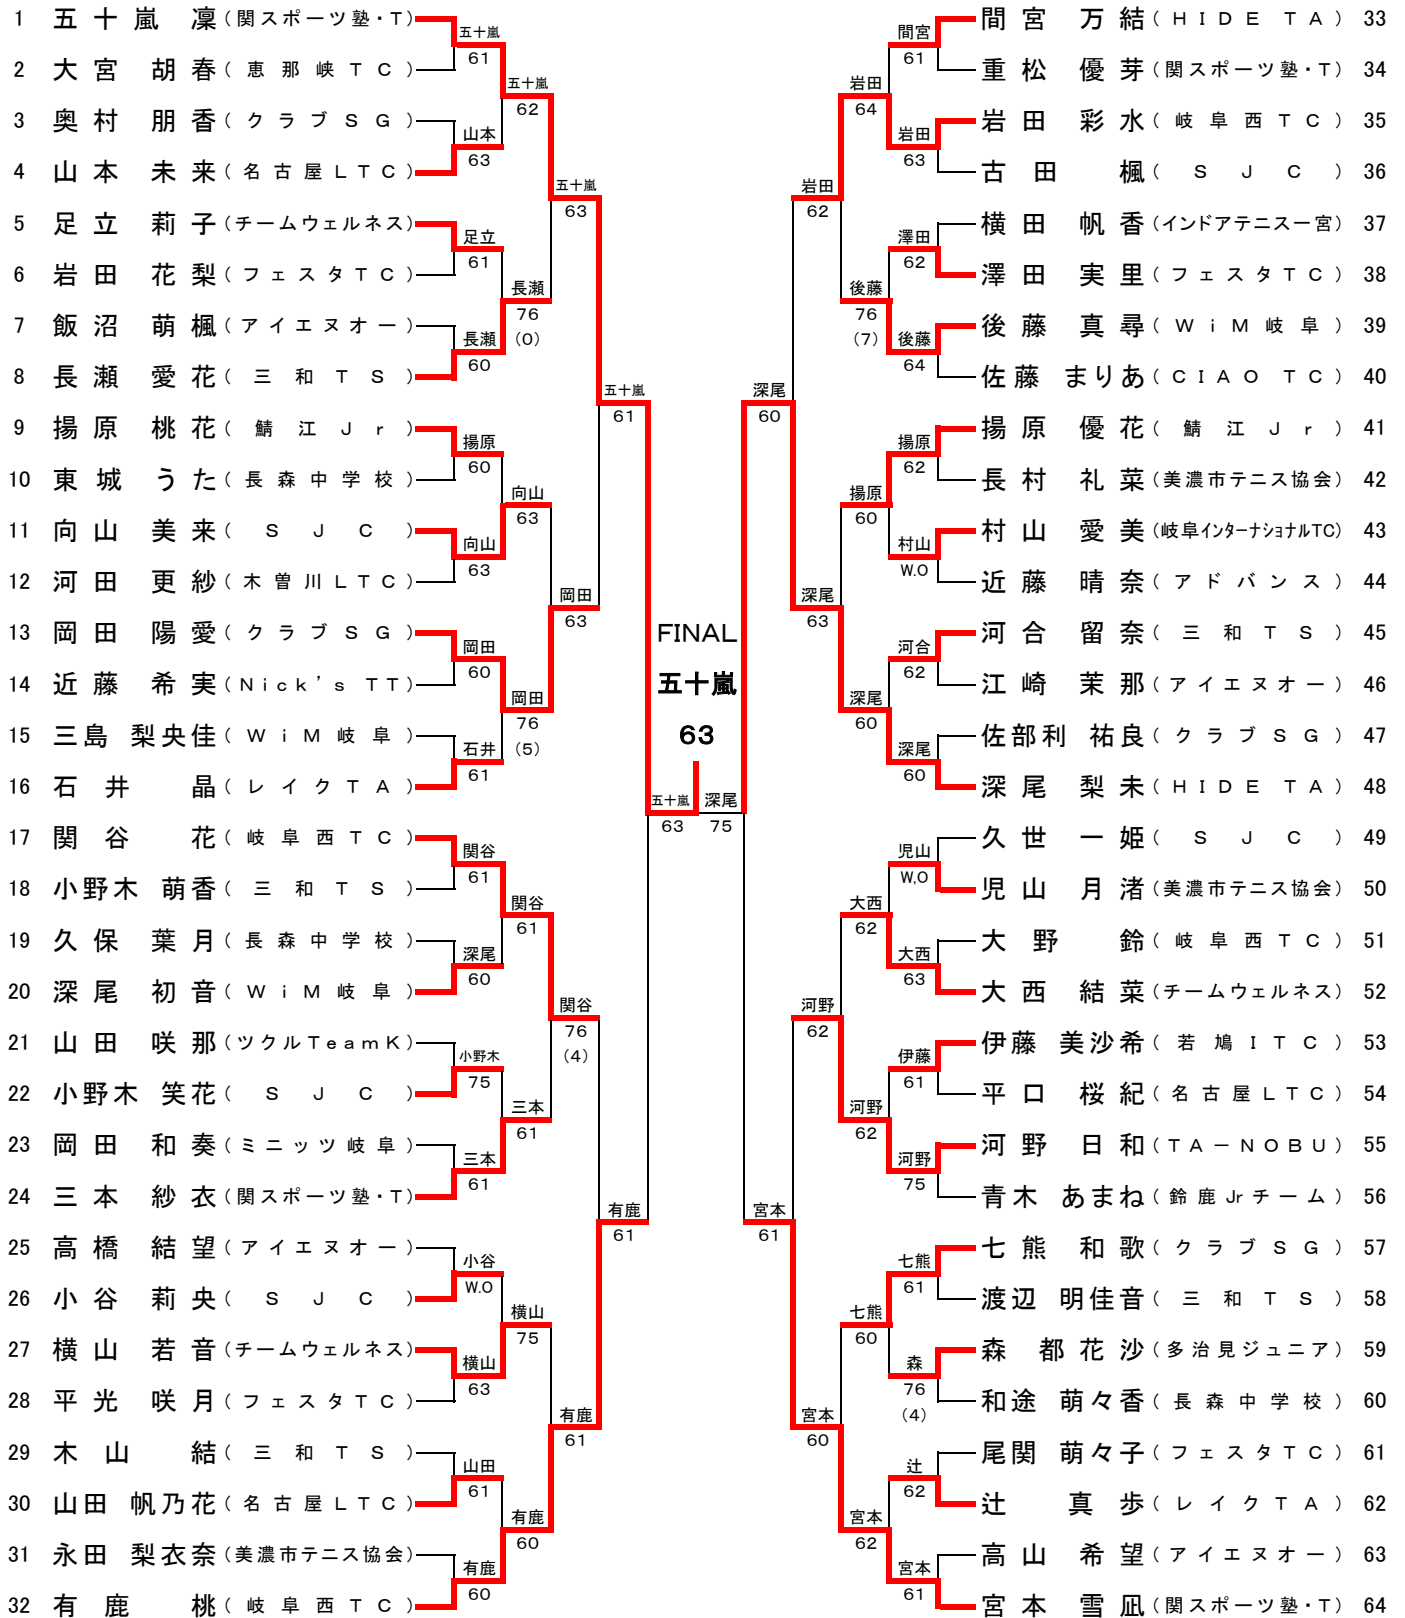 1 五十嵐 凜 (関スポーツ塾・T)
2 大宮 胡春 (恵那峡TC)
3 奥村 朋香 (クラブSG)
4 山本 未来 (名古屋LTC)
5 足立 莉子 (チームウェルネス)
6 岩田 花梨 (フェスタTC)
7 飯沼 萌楓 (アイエヌオー)
8 長瀬 愛花 (三和TS)
9 揚原 桃花 (鯖江Jr)
10 東城 うた (長森中学校)
11 向山 美来 (SJC)
12 河田 更紗 (木曽川LTC)
13 岡田 陽愛 (クラブSG)
14 近藤 希実 (Nick's TT)
15 三島 梨央佳 (WiM岐阜)
16 石井 晶 (レイクTA)
17 関谷 花 (岐阜西TC)
18 小野木 萌香 (三和TS)
19 久保 葉月 (長森中学校)
20 深尾 初音 (WiM岐阜)
21 山田 咲那 (ツクルTeamK)
22 小野木 笑花 (SJC)
23 岡田 和奏 (ミニッツ岐阜)
24 三本 紗衣 (関スポーツ塾・T)
25 高橋 結望 (アイエヌオー)
26 小谷 莉央 (SJC)
27 横山 若音 (チームウェルネス)
28 平光 咲月 (フェスタTC)
29 木山 結 (三和TS)
30 山田 帆乃花 (名古屋LTC)
31 永田 梨衣奈 (美濃市テニス協会)
32 有鹿 桃 (岐阜西TC)
五十嵐
61
山本
63
足立
61
長瀬
60
揚原
60
向山
63
岡田
60
石井
61
関谷
61
深尾
60
小野木
75
三本
61
小谷
W.O
横山
63
山田
61
有鹿
60
五十嵐
62
長瀬
76
(0)
向山
63
岡田
76
(5)
関谷
61
三本
61
横山
75
有鹿
60
五十嵐
63
岡田
63
関谷
76
(4)
有鹿
61
五十嵐
61
有鹿
61
五十嵐
63
FINAL
五十嵐
63
深尾
75
深尾
60
宮本
61
岩田
62
深尾
63
河野
62
宮本
60
岩田
64
後藤
76
(7)
揚原
60
深尾
60
大西
62
河野
62
七熊
60
宮本
62
間宮
61
岩田
63
澤田
62
後藤
64
揚原
62
村山
W.O
河合
62
深尾
60
児山
W,O
大西
63
伊藤
61
河野
75
七熊
61
森
76
(4)
辻
62
宮本
61
間宮 万結 (HIDE TA) 33
重松 優芽 (関スポーツ塾・T) 34
岩田 彩水 (岐阜西TC) 35
古田 楓 (SJC) 36
横田 帆香 (インドアテニス一宮) 37
澤田 実里 (フェスタTC) 38
後藤 真尋 (WiM岐阜) 39
佐藤 まりあ (CIAO TC) 40
揚原 優花 (鯖江Jr) 41
長村 礼菜 (美濃市テニス協会) 42
村山 愛美 (岐阜インターナショナルTC) 43
近藤 晴奈 (アドバンス) 44
河合 留奈 (三和TS) 45
江崎 茉那 (アイエヌオー) 46
佐部利 祐良 (クラブSG) 47
深尾 梨未 (HIDE TA) 48
久世 一姫 (SJC) 49
児山 月渚 (美濃市テニス協会) 50
大野 鈴 (岐阜西TC) 51
大西 結菜 (チームウェルネス) 52
伊藤 美沙希 (若鳩ITC) 53
平口 桜紀 (名古屋LTC) 54
河野 日和 (TA－NOBU) 55
青木 あまね (鈴鹿Jrチーム) 56
七熊 和歌 (クラブSG) 57
渡辺 明佳音 (三和TS) 58
森 都花沙 (多治見ジュニア) 59
和途 萌々香 (長森中学校) 60
尾関 萌々子 (フェスタTC) 61
辻 真歩 (レイクTA) 62
高山 希望 (アイエヌオー) 63
宮本 雪凪 (関スポーツ塾・T) 64